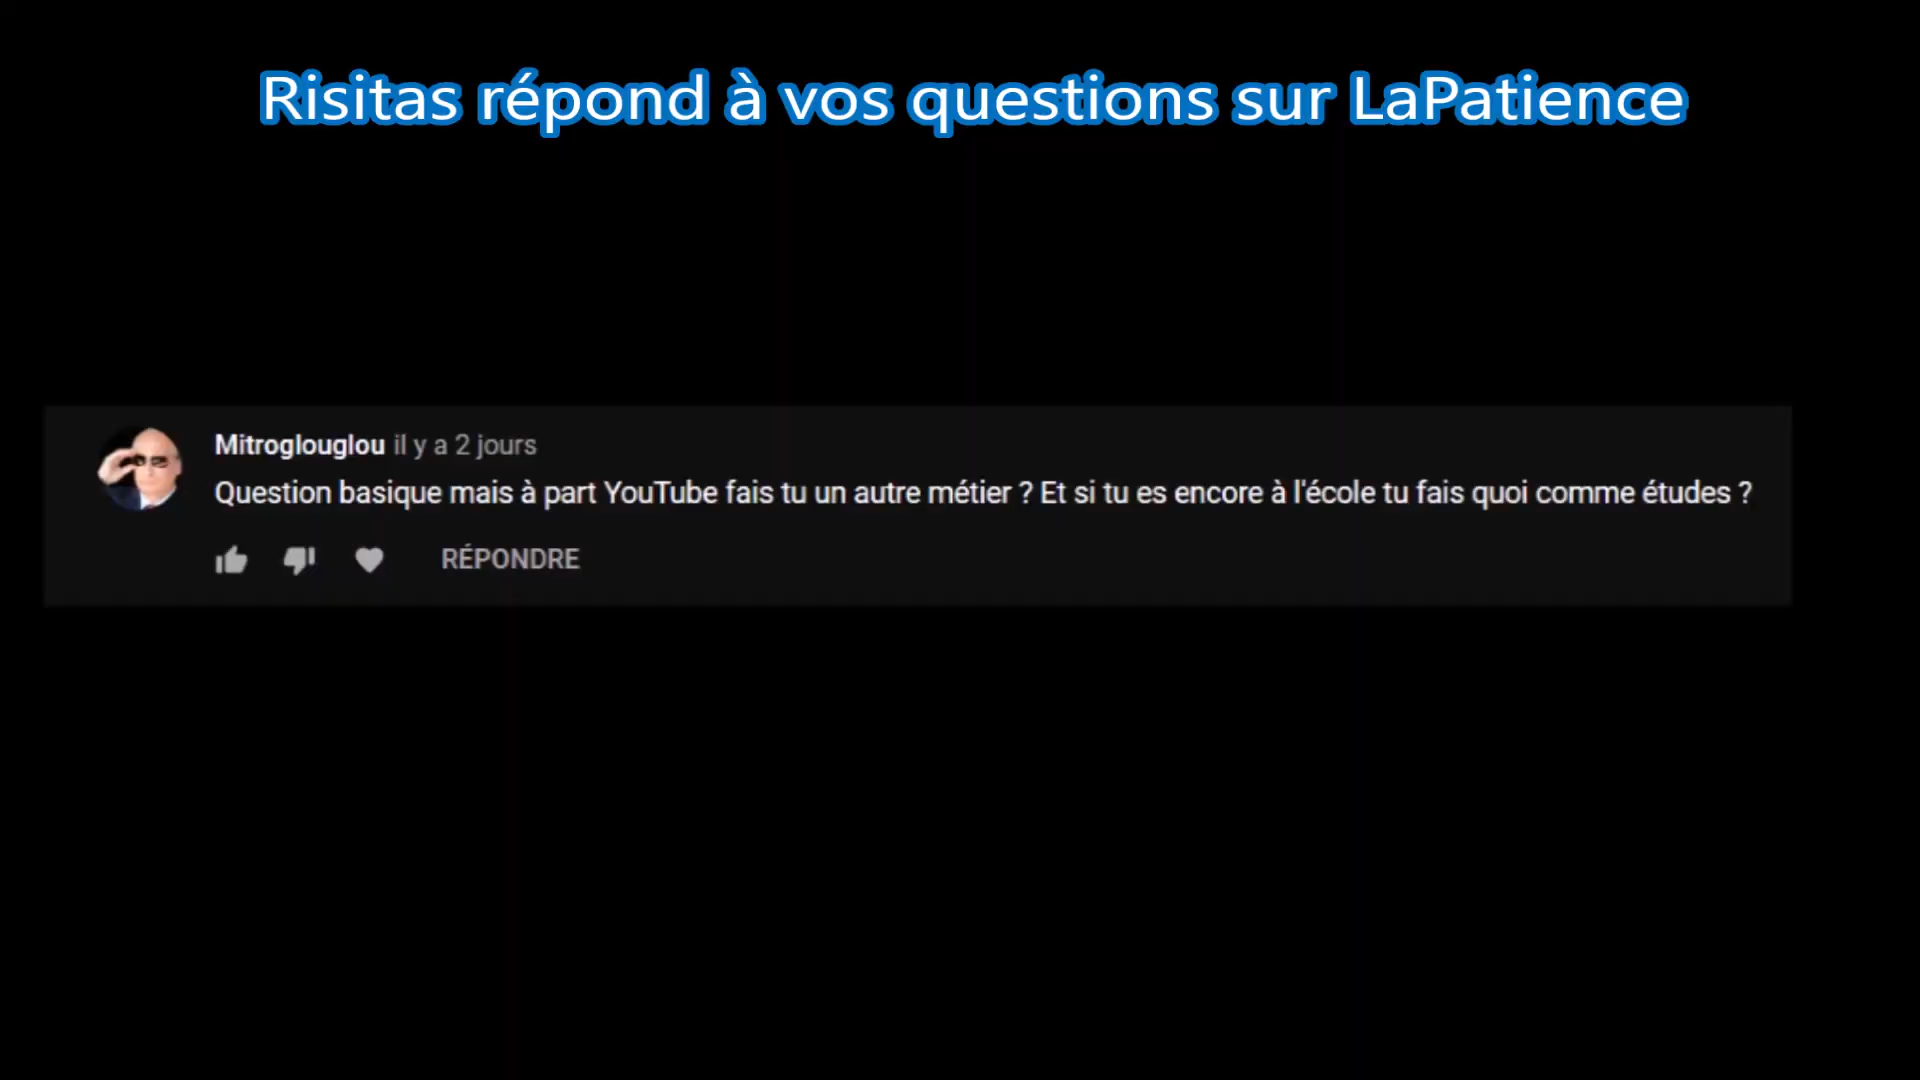 Risitas répond à vos questions sur LaPatience
Mitroglouglou il y a 2 jours
Question basique mais à part YouTube fais tu un autre métier ? Et si tu es encore à l'école tu fais quoi comme études ?
RÉPONDRE